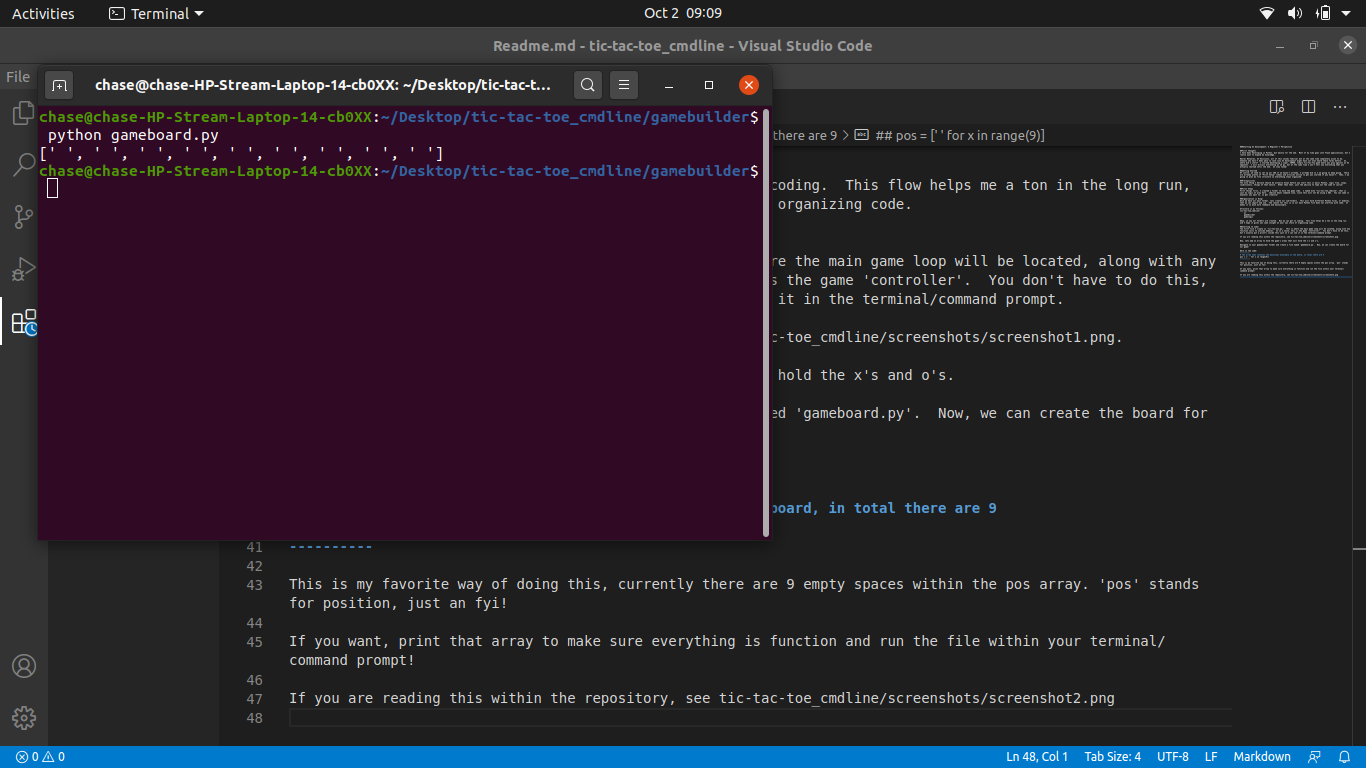 Activities Terminal Oct 2 09:09
Readme.md - tic-tac-toe_cmdline - Visual Studio Code
File
chase@chase-HP-Stream-Laptop-14-cb0XX: ~/Desktop/tic-tac-t...
chase@chase-HP-Stream-Laptop-14-cb0XX:~/Desktop/tic-tac-toe_cmdline/gamebuilder$
python gameboard.py
[' ', ' ', ' ', ' ', ' ', ' ', ' ', ' ', ' ']
chase@chase-HP-Stream-Laptop-14-cb0XX:~/Desktop/tic-tac-toe_cmdline/gamebuilder$
there are 9 > abc ## pos = [' ' for x in range(9)]
coding.  This flow helps me a ton in the long run,
organizing code.
re the main game loop will be located, along with any
s the game 'controller'.  You don't have to do this,
it in the terminal/command prompt.
c-toe_cmdline/screenshots/screenshot1.png.
hold the x's and o's.
ed 'gameboard.py'.  Now, we can create the board for
board, in total there are 9
41 ----------
42
43 This is my favorite way of doing this, currently there are 9 empty spaces within the pos array. 'pos' stands
for position, just an fyi!
44
45 If you want, print that array to make sure everything is function and run the file within your terminal/
command prompt!
46
47 If you are reading this within the repository, see tic-tac-toe_cmdline/screenshots/screenshot2.png
48
0 0 Ln 48, Col 1 Tab Size: 4 UTF-8 LF Markdown